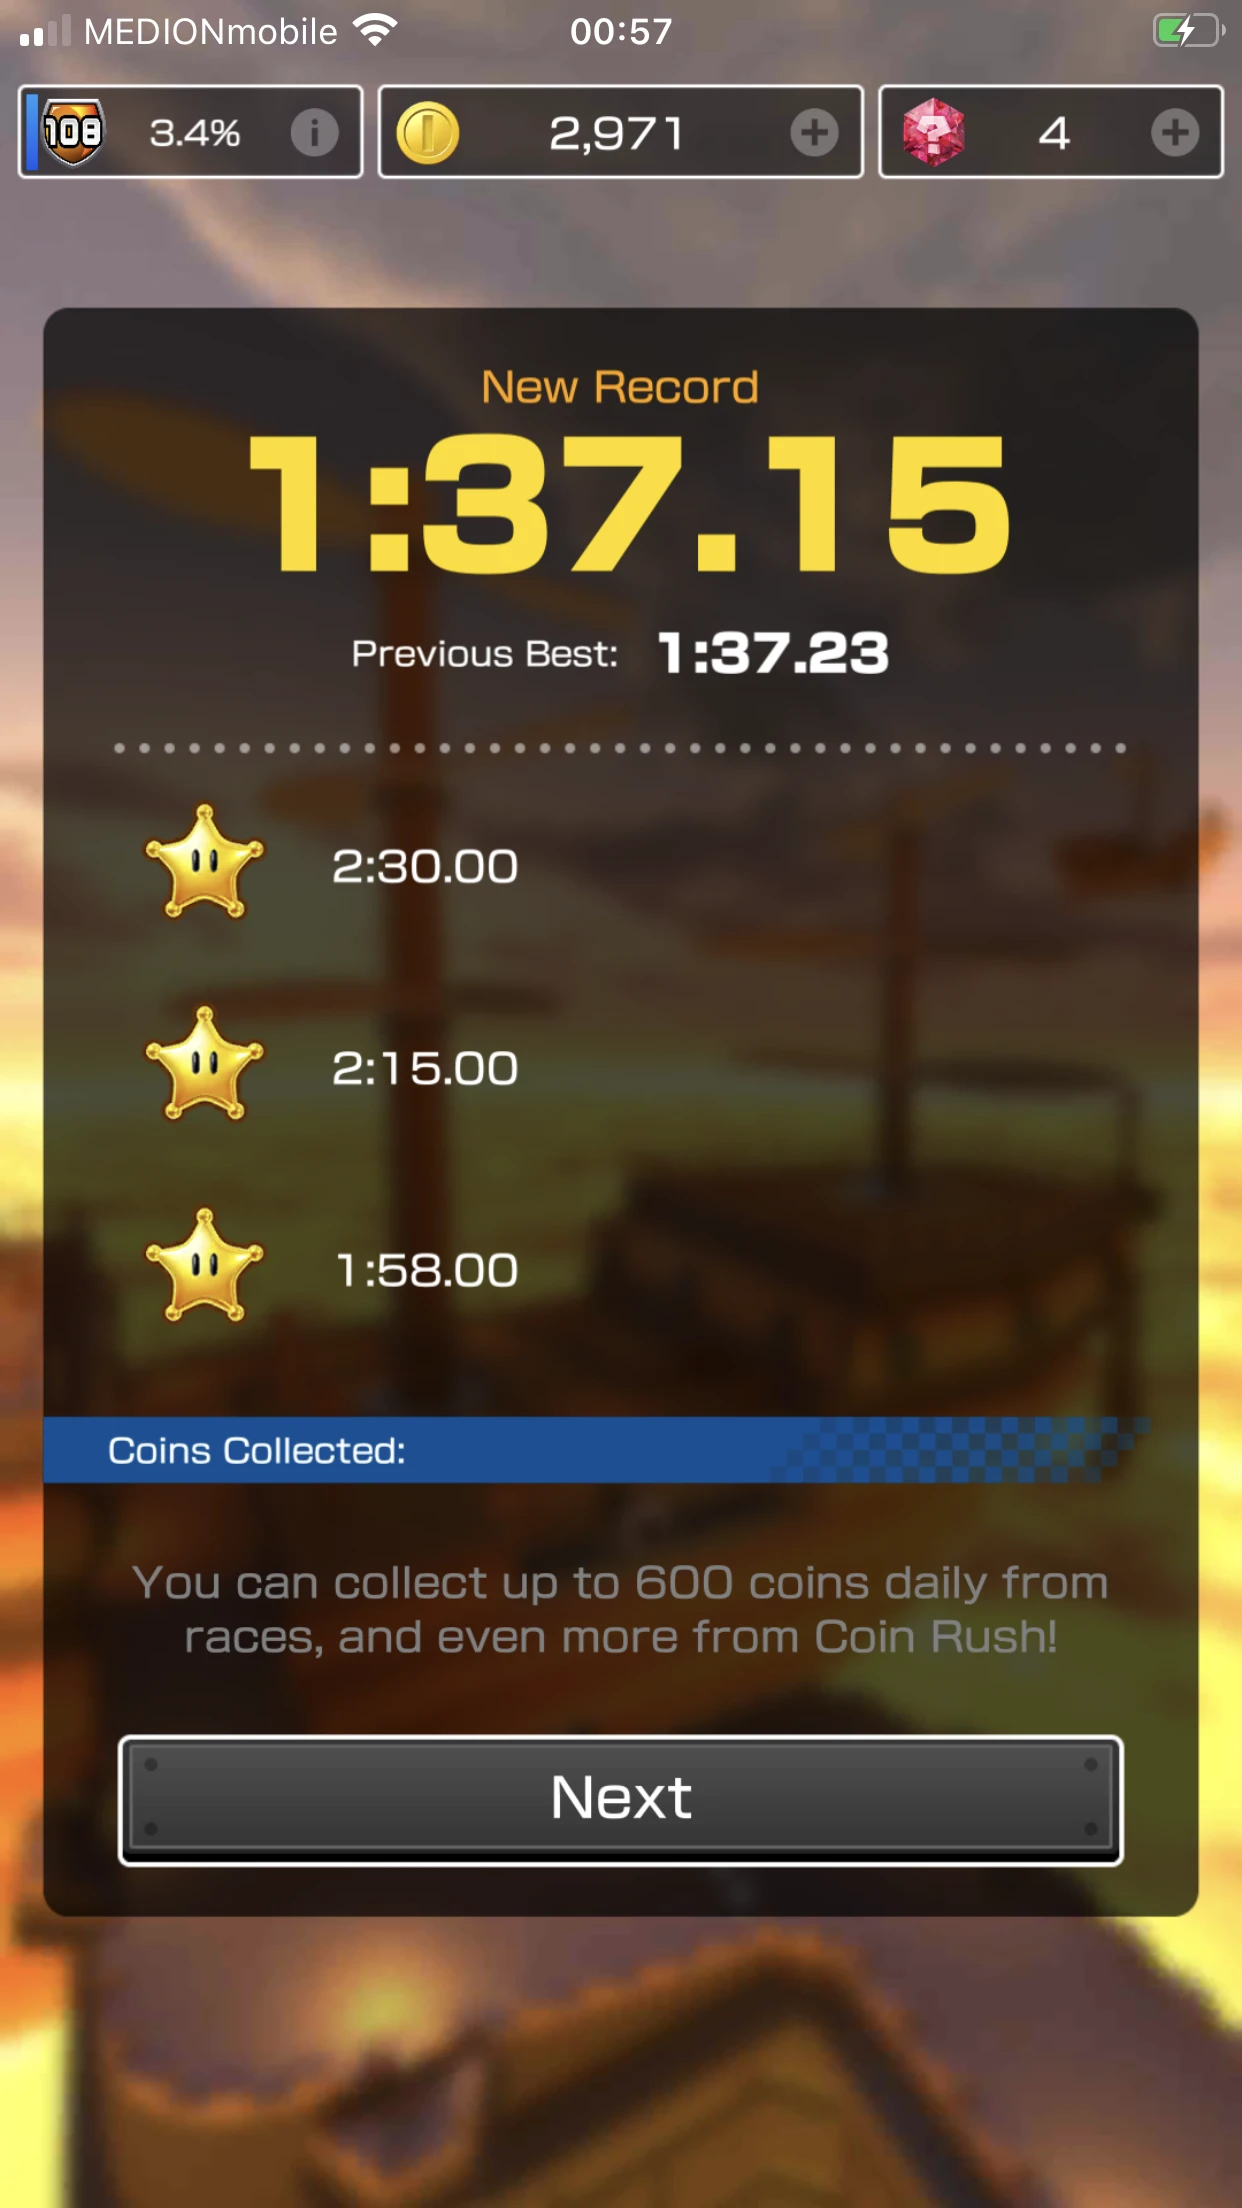 MEDIONmobile 00:57
108 3.4% i 2,971 + ? 4 +
New Record
1:37.15
Previous Best: 1:37.23
2:30.00
2:15.00
1:58.00
Coins Collected:
You can collect up to 600 coins daily from
races, and even more from Coin Rush!
Next